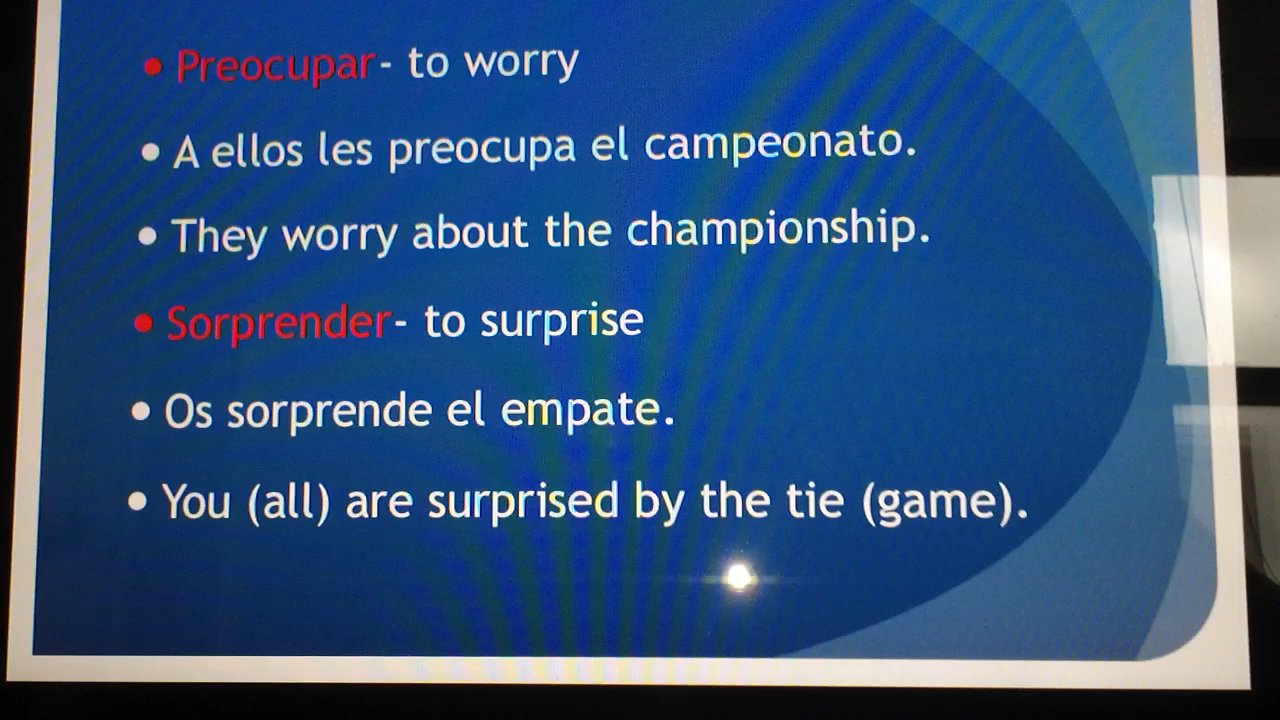 • Preocupar- to worry
• A ellos les preocupa el campeonato.
• They worry about the championship.
• Sorprender- to surprise
• Os sorprende el empate.
• You (all) are surprised by the tie (game).